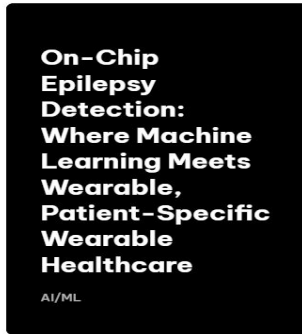 On-Chip
Epilepsy
Detection:
Where Machine
Learning Meets
Wearable,
Patient-Specific
Wearable
Healthcare
AI/ML